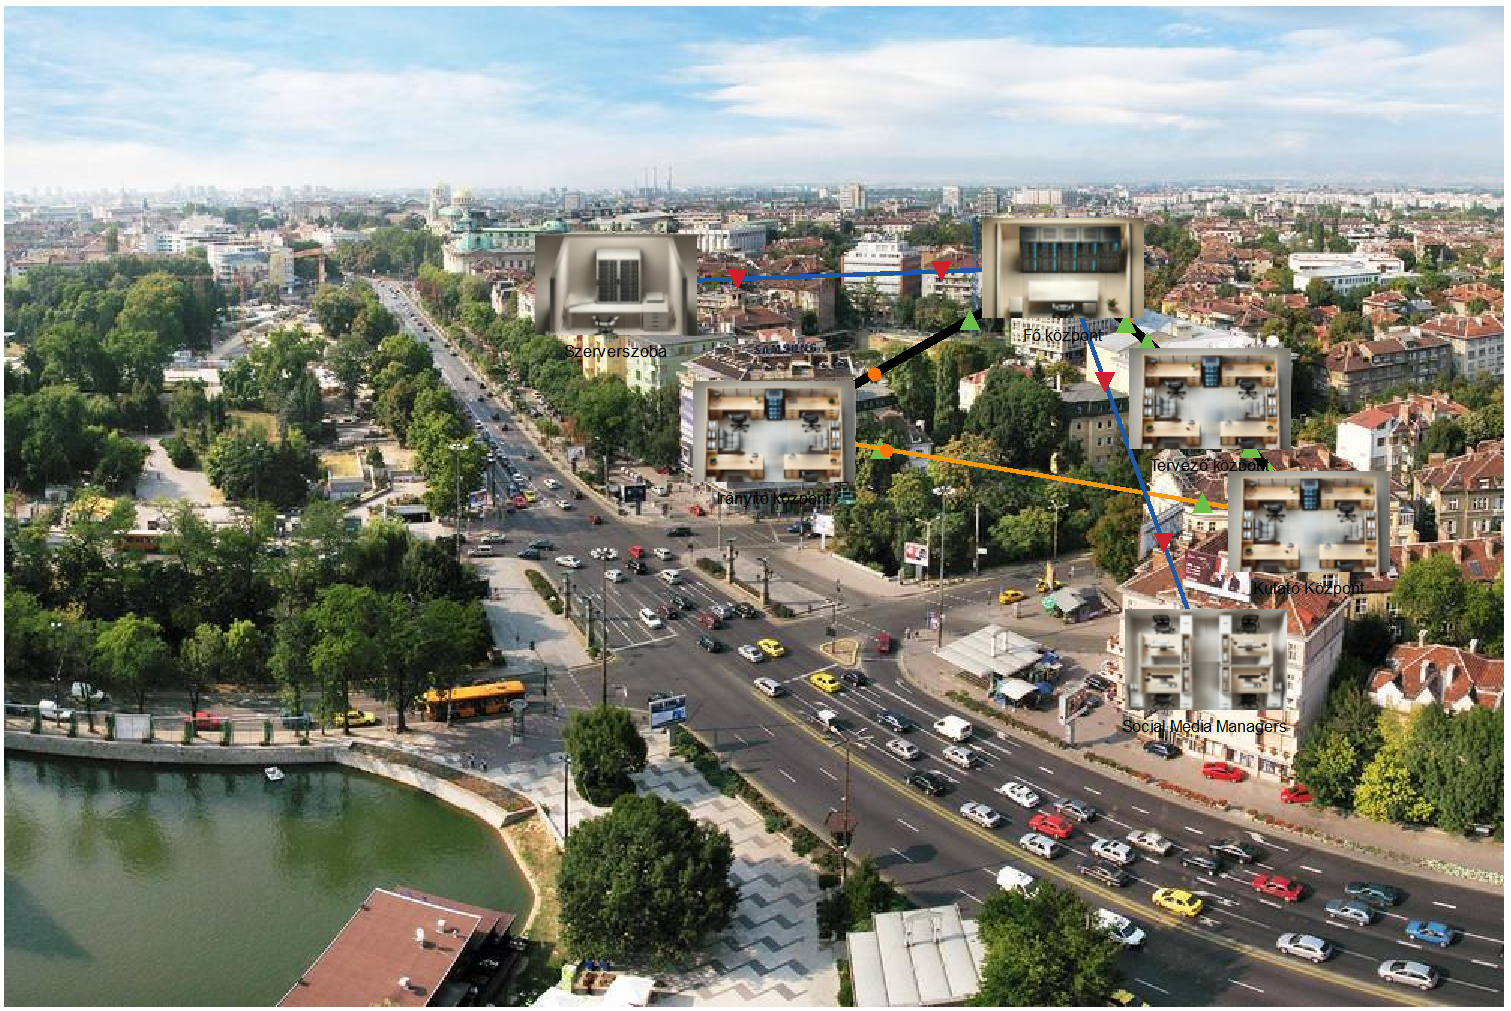 Szerverszoba
Fő központ
Tervező központ
Irányító központ
Kutató Központ
Social Media Managers